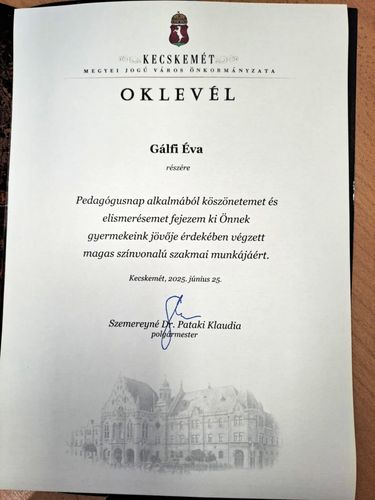 KECSKEMÉT
MEGYEI JOGÚ VÁROS ÖNKORMÁNYZATA
OKLEVÉL
Gálfi Éva
részére
Pedagógusnap alkalmából köszönetemet és
elismerésemet fejezem ki Önnek
gyermekeink jövője érdekében végzett
magas színvonalú szakmai munkájáért.
Kecskemét, 2025. június 25.
Szemereyné Dr. Pataki Klaudia
polgármester